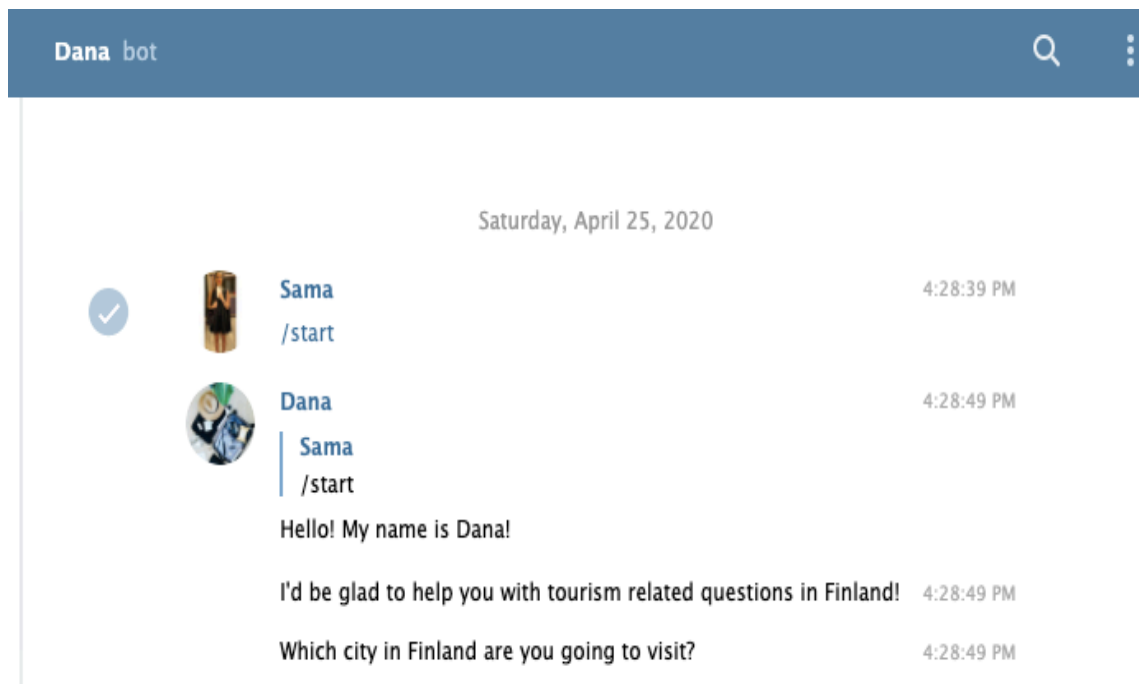 Dana bot
Saturday, April 25, 2020
Sama 4:28:39 PM
/start
Dana 4:28:49 PM
Sama
/start
Hello! My name is Dana!
I'd be glad to help you with tourism related questions in Finland! 4:28:49 PM
Which city in Finland are you going to visit? 4:28:49 PM